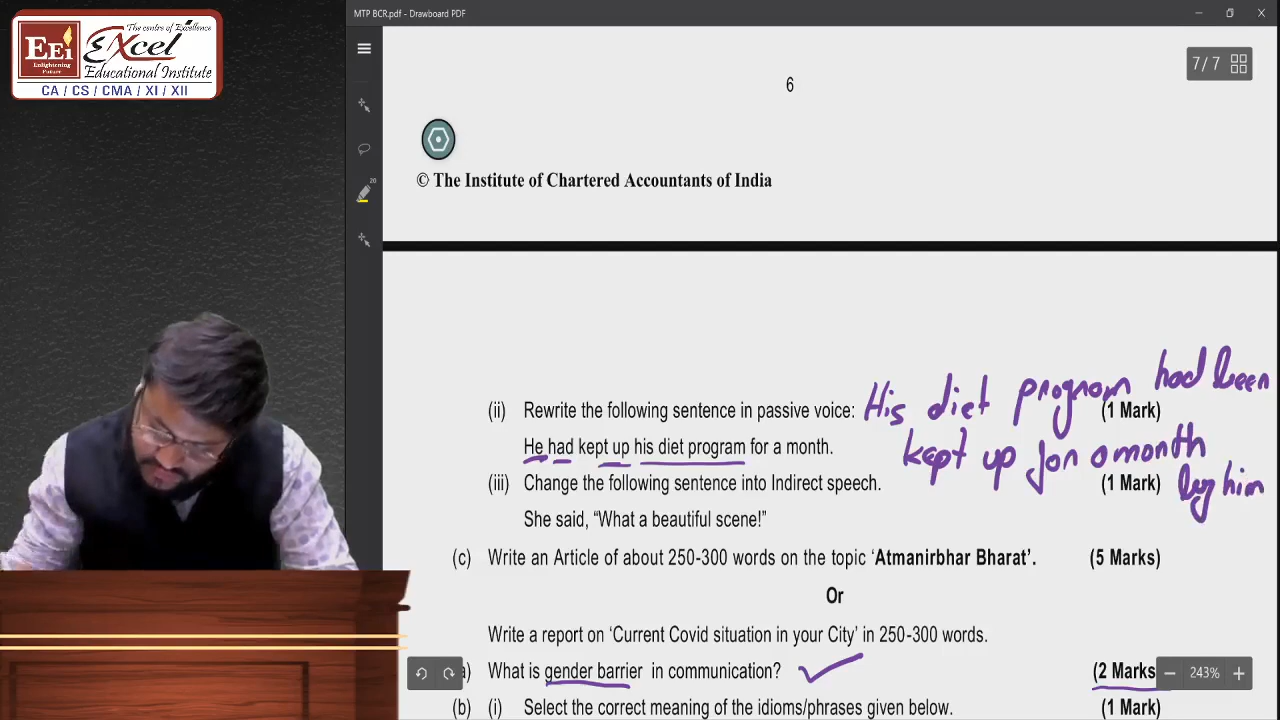 The centre of Excellence
EEi
Enlightening
Future
Excel
Educational Institute
CA / CS / CMA / XI / XII
MTP BCR.pdf - Drawboard PDF
7 / 7
6
20
© The Institute of Chartered Accountants of India
(ii) Rewrite the following sentence in passive voice: (1 Mark)
His diet program had been
He had kept up his diet program for a month.
kept up for a month
by him
(iii) Change the following sentence into Indirect speech. (1 Mark)
She said, “What a beautiful scene!”
(c) Write an Article of about 250-300 words on the topic ‘Atmanirbhar Bharat’. (5 Marks)
Or
Write a report on ‘Current Covid situation in your City’ in 250-300 words.
a) What is gender barrier in communication? (2 Marks
243%
(b) (i) Select the correct meaning of the idioms/phrases given below. (1 Mark)